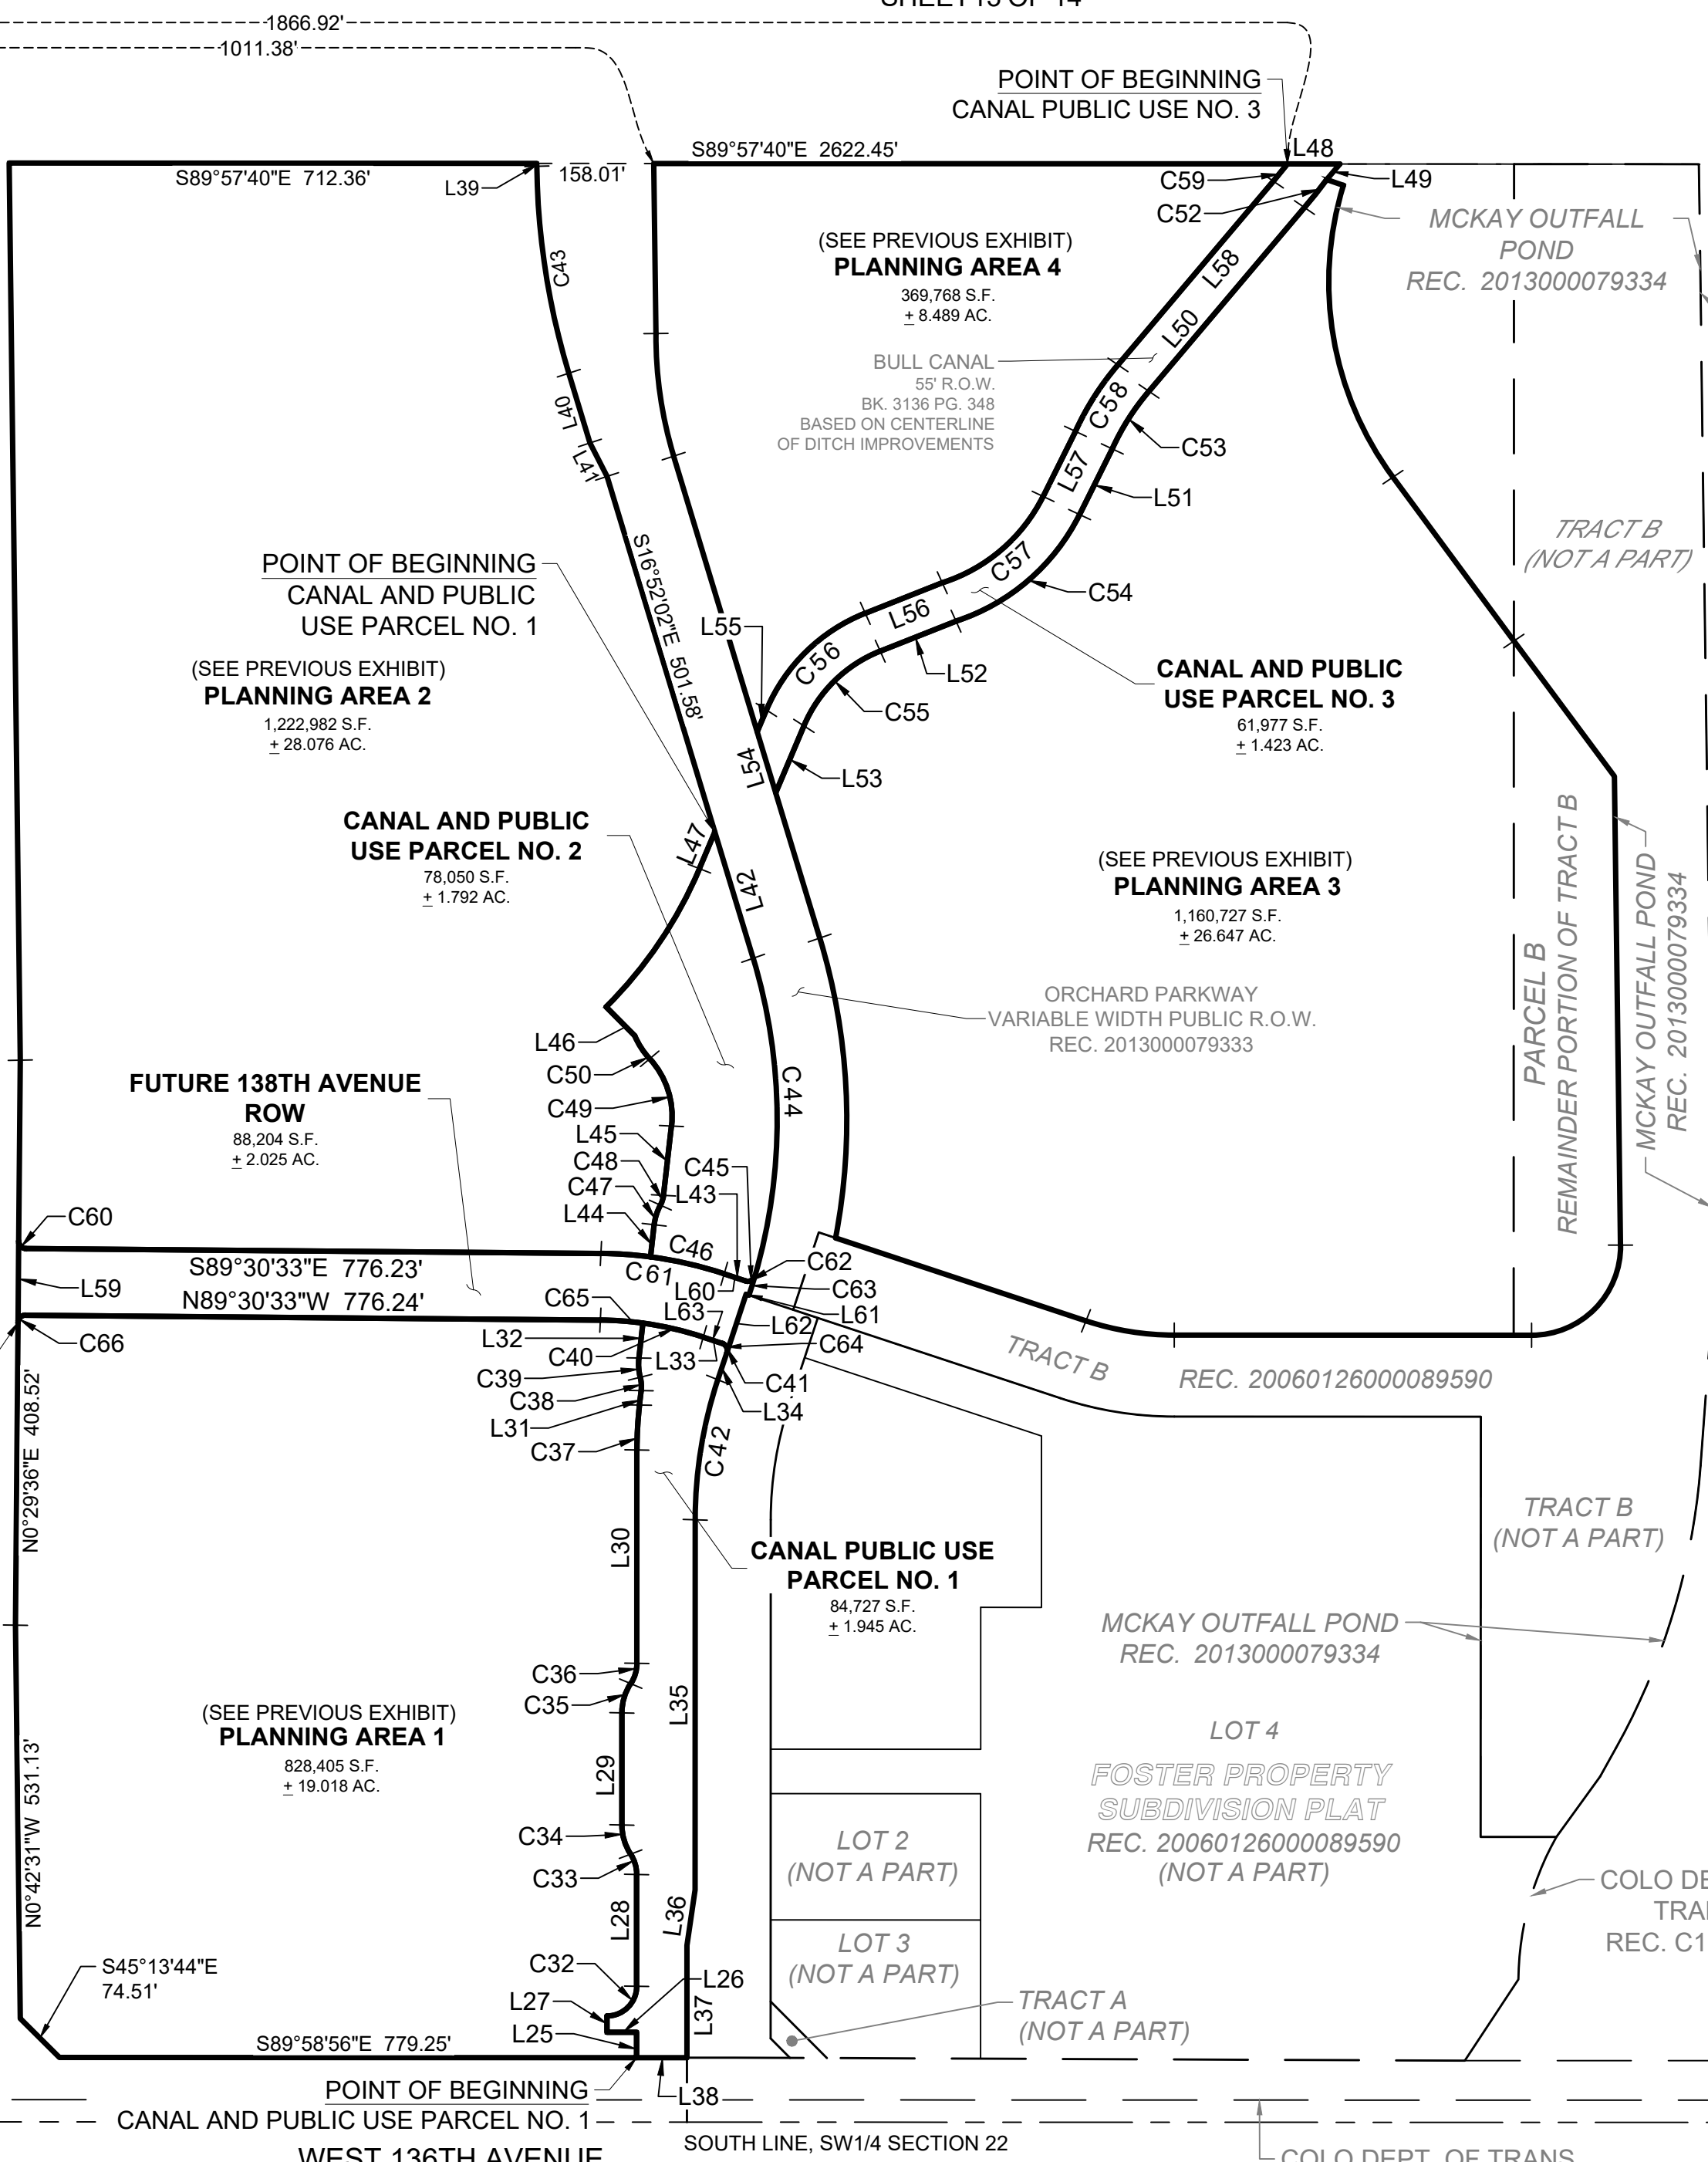 SHEET 13 OF 14
1866.92'
1011.38'
POINT OF BEGINNING
CANAL PUBLIC USE NO. 3
S89°57'40"E 2622.45'
L48
S89°57'40"E 712.36'
L39
158.01'
C59
L49
C52
MCKAY OUTFALL
POND
REC. 2013000079334
(SEE PREVIOUS EXHIBIT)
PLANNING AREA 4
369,768 S.F.
± 8.489 AC.
C43
L58
L50
BULL CANAL
55' R.O.W.
BK. 3136 PG. 348
BASED ON CENTERLINE
OF DITCH IMPROVEMENTS
L40
L41
C58
C53
L57
L51
TRACT B
(NOT A PART)
S16°52'02"E 501.58'
POINT OF BEGINNING
CANAL AND PUBLIC
USE PARCEL NO. 1
C57
C54
L56
L55
C56
L52
C55
(SEE PREVIOUS EXHIBIT)
PLANNING AREA 2
1,222,982 S.F.
± 28.076 AC.
CANAL AND PUBLIC
USE PARCEL NO. 3
61,977 S.F.
± 1.423 AC.
L54
L53
CANAL AND PUBLIC
USE PARCEL NO. 2
78,050 S.F.
± 1.792 AC.
L47
L42
(SEE PREVIOUS EXHIBIT)
PLANNING AREA 3
1,160,727 S.F.
± 26.647 AC.
PARCEL B
REMAINDER PORTION OF TRACT B
MCKAY OUTFALL POND
REC. 2013000079334
ORCHARD PARKWAY
VARIABLE WIDTH PUBLIC R.O.W.
REC. 2013000079333
L46
C50
C44
FUTURE 138TH AVENUE
ROW
88,204 S.F.
± 2.025 AC.
C49
L45
C48
C45
C47
L43
L44
C60
C46
C62
S89°30'33"E 776.23'
C61
L60
C63
L59
N89°30'33"W 776.24'
C65
L63
L61
L62
C66
L32
C40
L33
C64
TRACT B
REC. 20060126000089590
C39
C41
C38
L34
L31
C37
C42
N0°29'36"E 408.52'
L30
TRACT B
(NOT A PART)
CANAL PUBLIC USE
PARCEL NO. 1
84,727 S.F.
± 1.945 AC.
MCKAY OUTFALL POND
REC. 2013000079334
C36
C35
L35
(SEE PREVIOUS EXHIBIT)
PLANNING AREA 1
828,405 S.F.
± 19.018 AC.
N0°42'31"W 531.13'
L29
LOT 4
FOSTER PROPERTY
SUBDIVISION PLAT
REC. 20060126000089590
(NOT A PART)
C34
C33
LOT 2
(NOT A PART)
L28
L36
COLO DE
TRA
REC. C1
LOT 3
(NOT A PART)
S45°13'44"E
74.51'
C32
L26
L27
L37
TRACT A
(NOT A PART)
L25
S89°58'56"E 779.25'
POINT OF BEGINNING
L38
CANAL AND PUBLIC USE PARCEL NO. 1
SOUTH LINE, SW1/4 SECTION 22
WEST 136TH AVENUE
COLO DEPT. OF TRANS